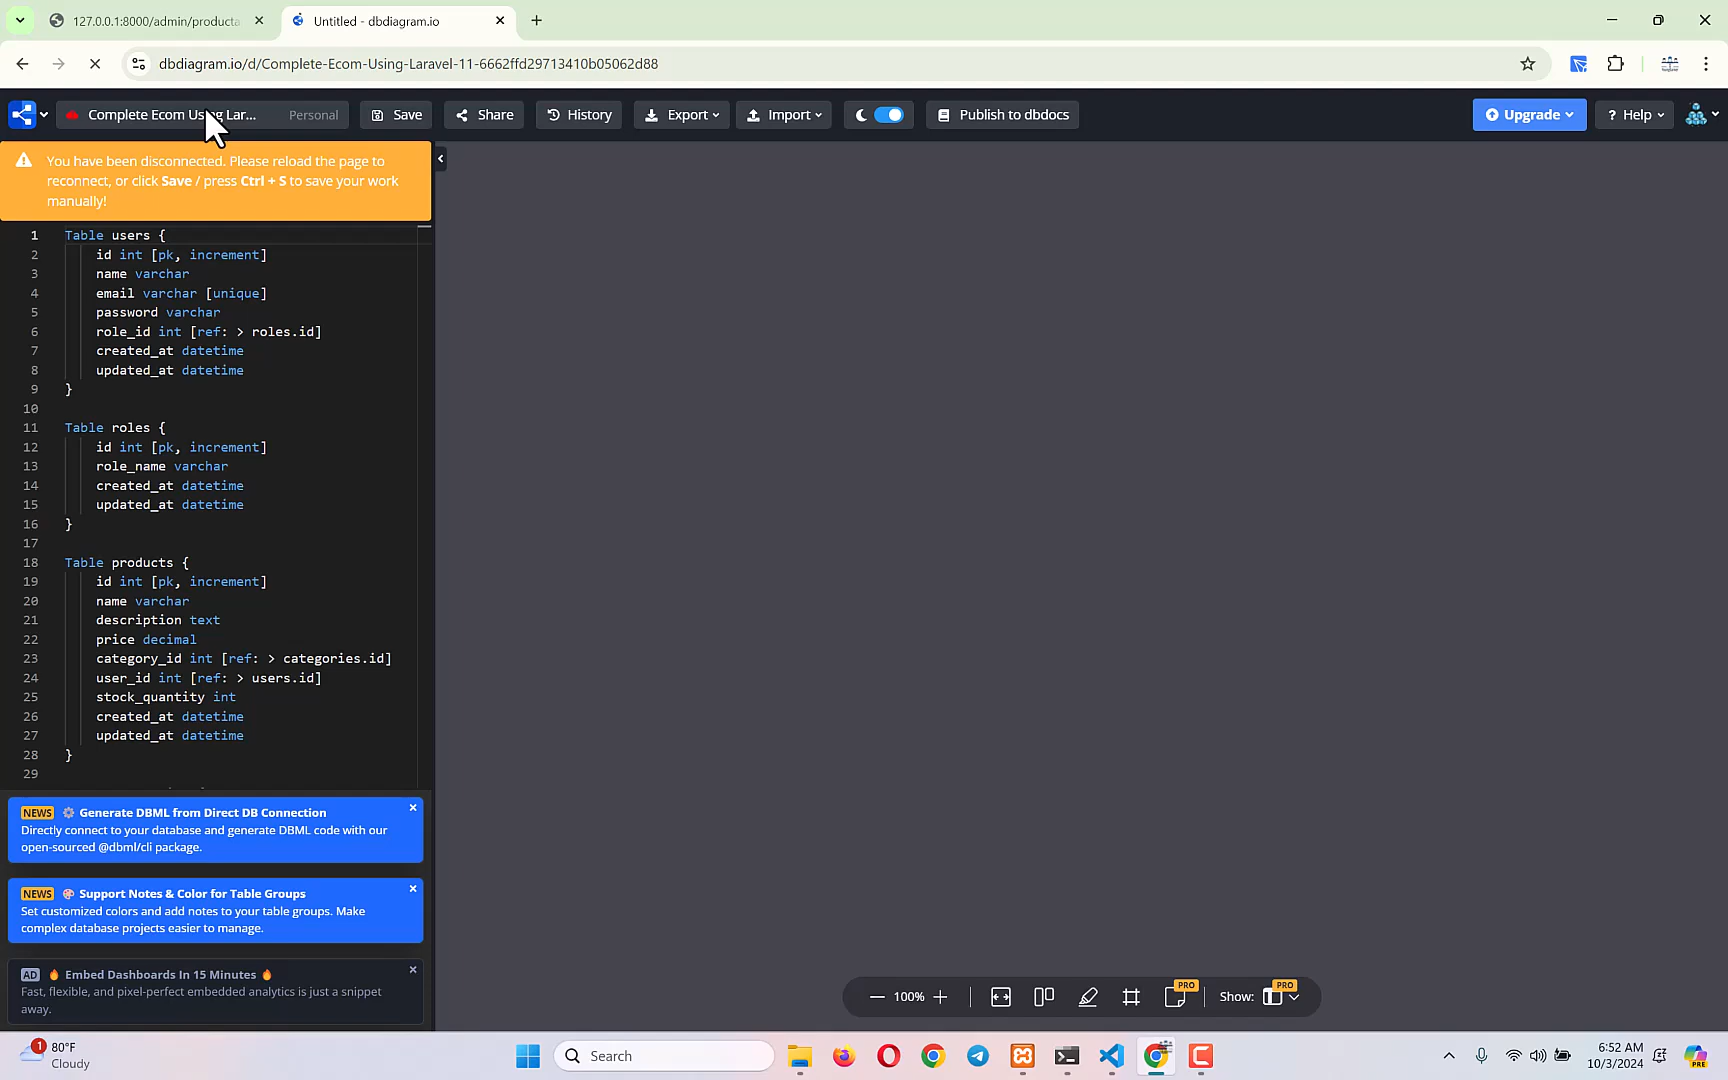 127.0.0.1:8000/admin/producta
Untitled - dbdiagram.io
dbdiagram.io/d/Complete-Ecom-Using-Laravel-11-6662ffd29713410b05062d88
Complete Ecom Using Lar... Personal Save Share History Export Import Publish to dbdocs Upgrade ? Help
You have been disconnected. Please reload the page to
reconnect, or click Save / press Ctrl + S to save your work
manually!
1 Table users {
2 id int [pk, increment]
3 name varchar
4 email varchar [unique]
5 password varchar
6 role_id int [ref: > roles.id]
7 created_at datetime
8 updated_at datetime
9 }
10
11 Table roles {
12 id int [pk, increment]
13 role_name varchar
14 created_at datetime
15 updated_at datetime
16 }
17
18 Table products {
19 id int [pk, increment]
20 name varchar
21 description text
22 price decimal
23 category_id int [ref: > categories.id]
24 user_id int [ref: > users.id]
25 stock_quantity int
26 created_at datetime
27 updated_at datetime
28 }
29
NEWS Generate DBML from Direct DB Connection
Directly connect to your database and generate DBML code with our
open-sourced @dbml/cli package.
NEWS Support Notes & Color for Table Groups
Set customized colors and add notes to your table groups. Make
complex database projects easier to manage.
AD Embed Dashboards In 15 Minutes
Fast, flexible, and pixel-perfect embedded analytics is just a snippet
away.
PRO PRO
100% Show:
1 80°F
Cloudy
Search
6:52 AM
10/3/2024
PRE